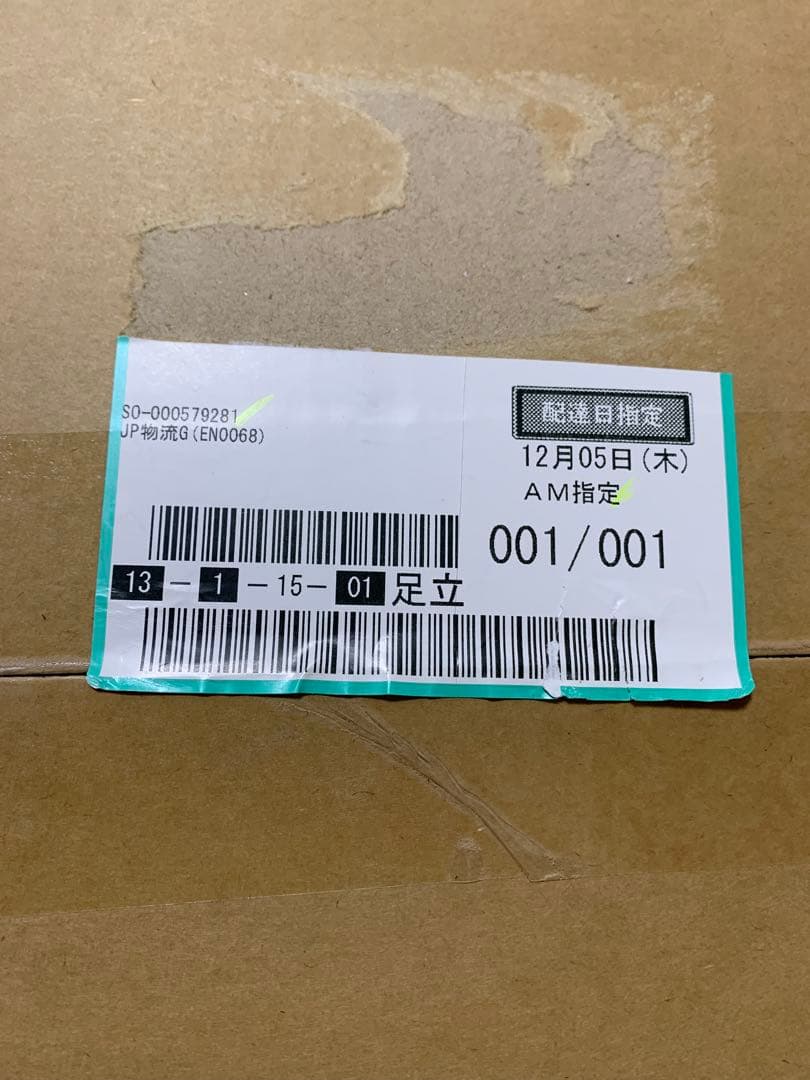 SO-000579281
JP物流G(EN0068)
配達日指定
12月05日(木)
AM指定
001/001
13-1-15-01 足立